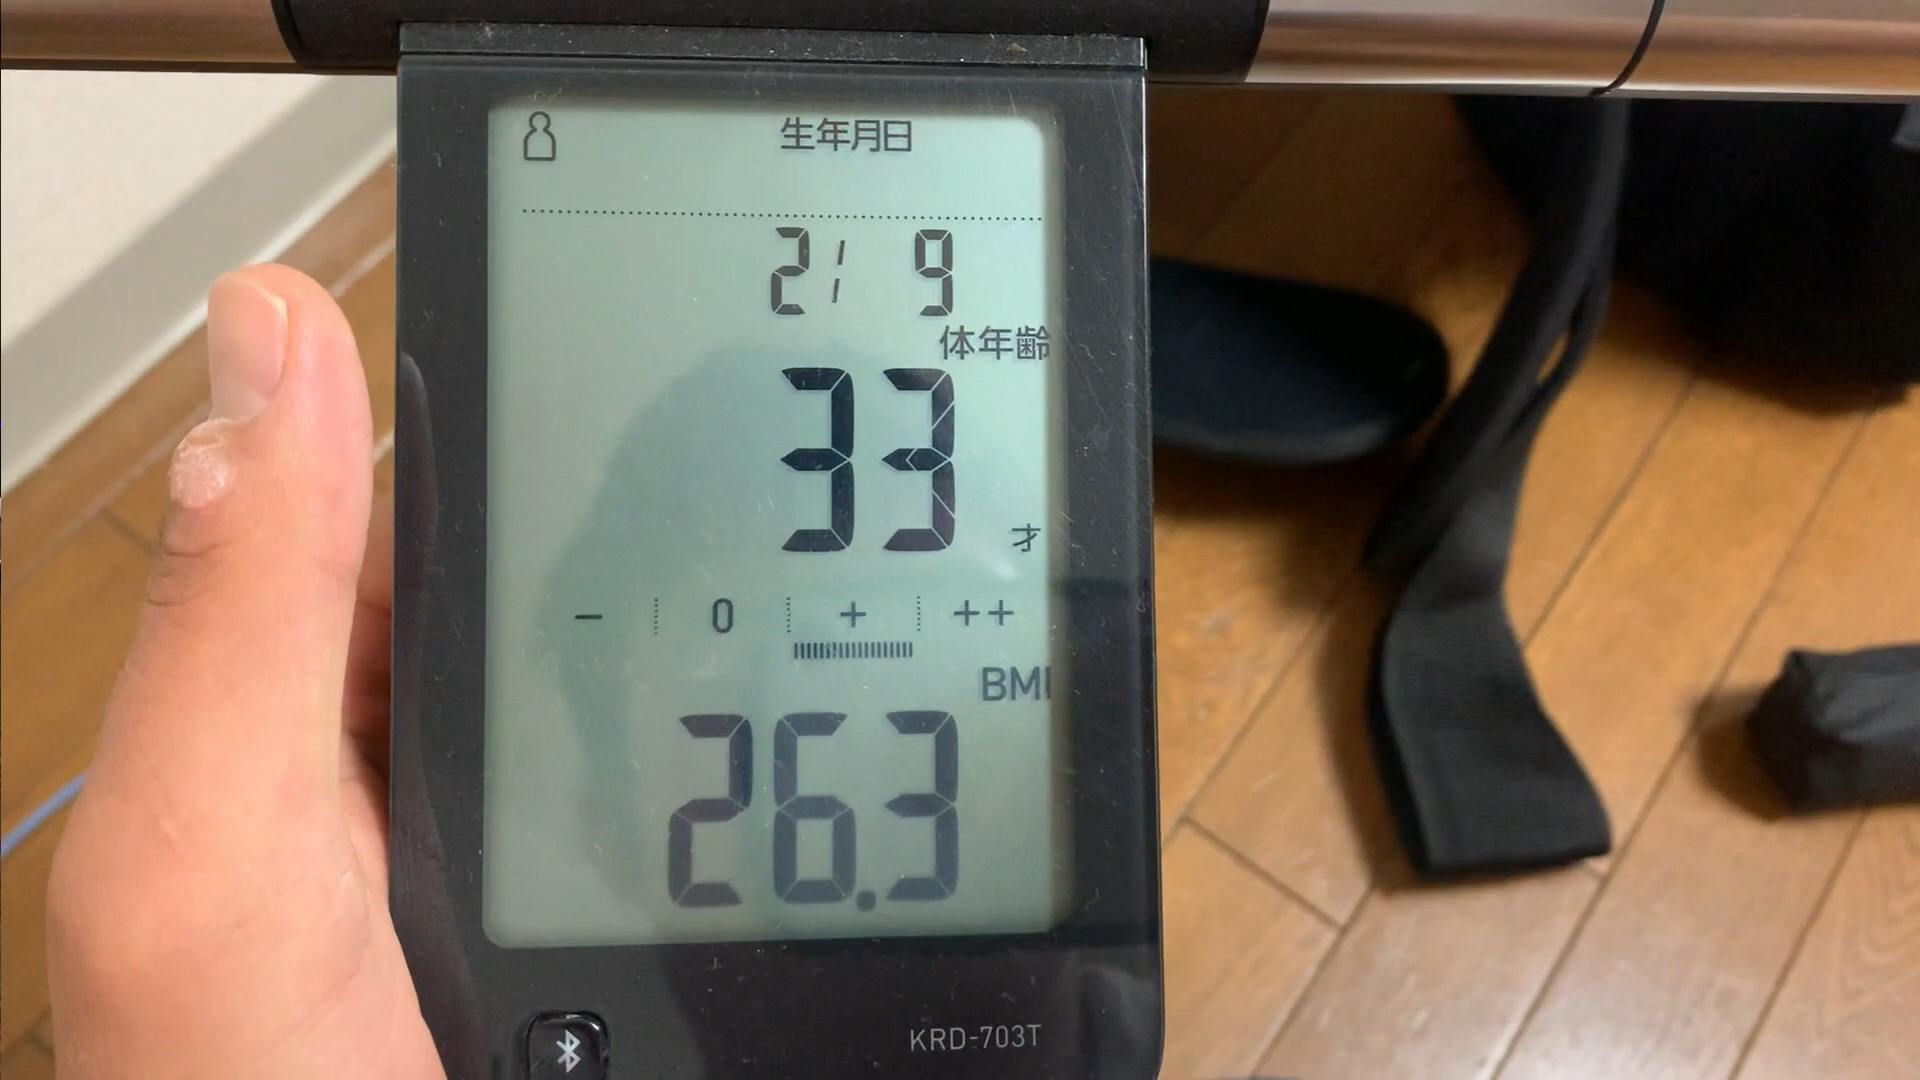 生年月日
2/ 9
体年齢
33
才
- 0 + ++
BMI
26.3
KRD-703T